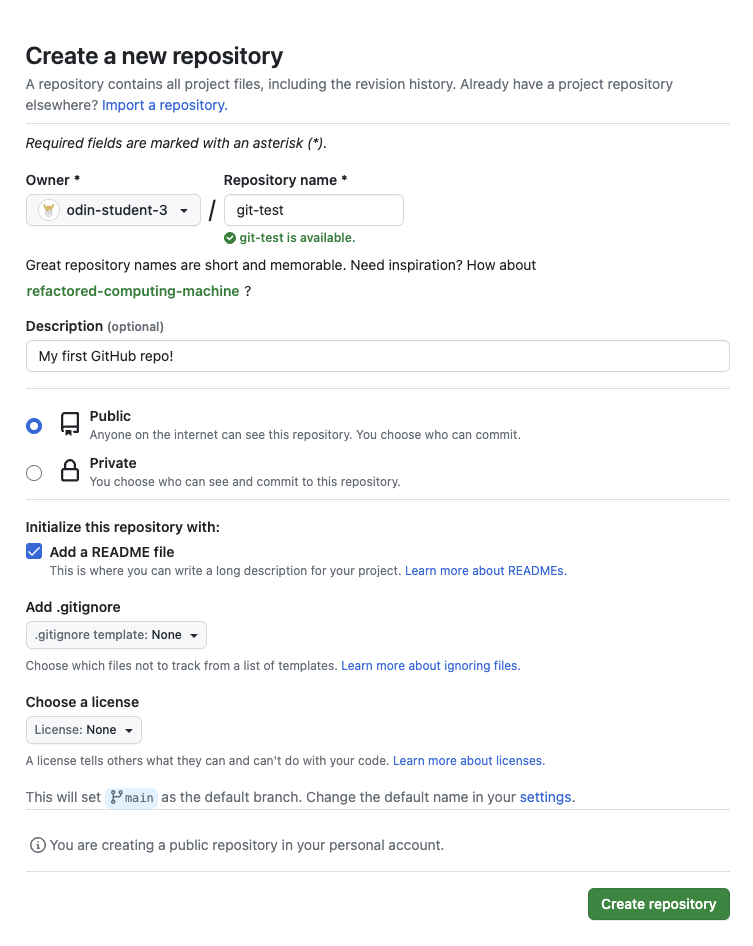 Create a new repository
A repository contains all project files, including the revision history. Already have a project repository
elsewhere? Import a repository.
Required fields are marked with an asterisk (*).
Owner * Repository name *
odin-student-3 / git-test
git-test is available.
Great repository names are short and memorable. Need inspiration? How about
refactored-computing-machine ?
Description (optional)
My first GitHub repo!
Public
Anyone on the internet can see this repository. You choose who can commit.
Private
You choose who can see and commit to this repository.
Initialize this repository with:
Add a README file
This is where you can write a long description for your project. Learn more about READMEs.
Add .gitignore
.gitignore template: None
Choose which files not to track from a list of templates. Learn more about ignoring files.
Choose a license
License: None
A license tells others what they can and can't do with your code. Learn more about licenses.
This will set main as the default branch. Change the default name in your settings.
You are creating a public repository in your personal account.
Create repository